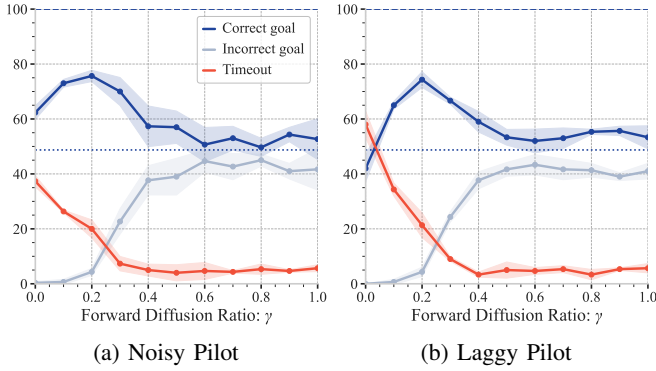 100
80
60
40
20
0
Correct goal
Incorrect goal
Timeout
0.0 0.2 0.4 0.6 0.8 1.0
Forward Diffusion Ratio: γ
(a) Noisy Pilot
100
80
60
40
20
0
0.0 0.2 0.4 0.6 0.8 1.0
Forward Diffusion Ratio: γ
(b) Laggy Pilot